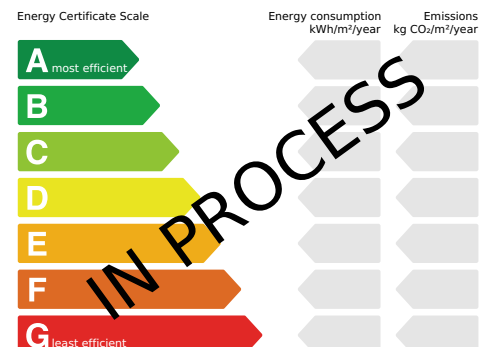 Energy Certificate Scale
Energy consumption
kWh/m²/year
Emissions
kg CO₂/m²/year
A most efficient
B
C
D
E
F
G least efficient
IN PROCESS